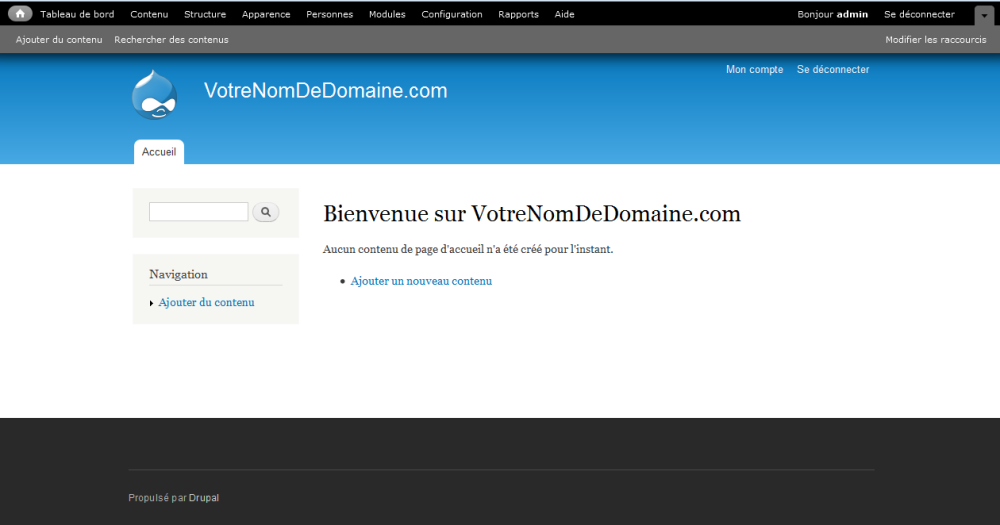 Tableau de bord Contenu Structure Apparence Personnes Modules Configuration Rapports Aide Bonjour admin Se déconnecter
Ajouter du contenu Rechercher des contenus Modifier les raccourcis
Mon compte Se déconnecter
VotreNomDeDomaine.com
Accueil
Bienvenue sur VotreNomDeDomaine.com
Aucun contenu de page d'accueil n'a été créé pour l'instant.
Ajouter un nouveau contenu
Navigation
Ajouter du contenu
Propulsé par Drupal